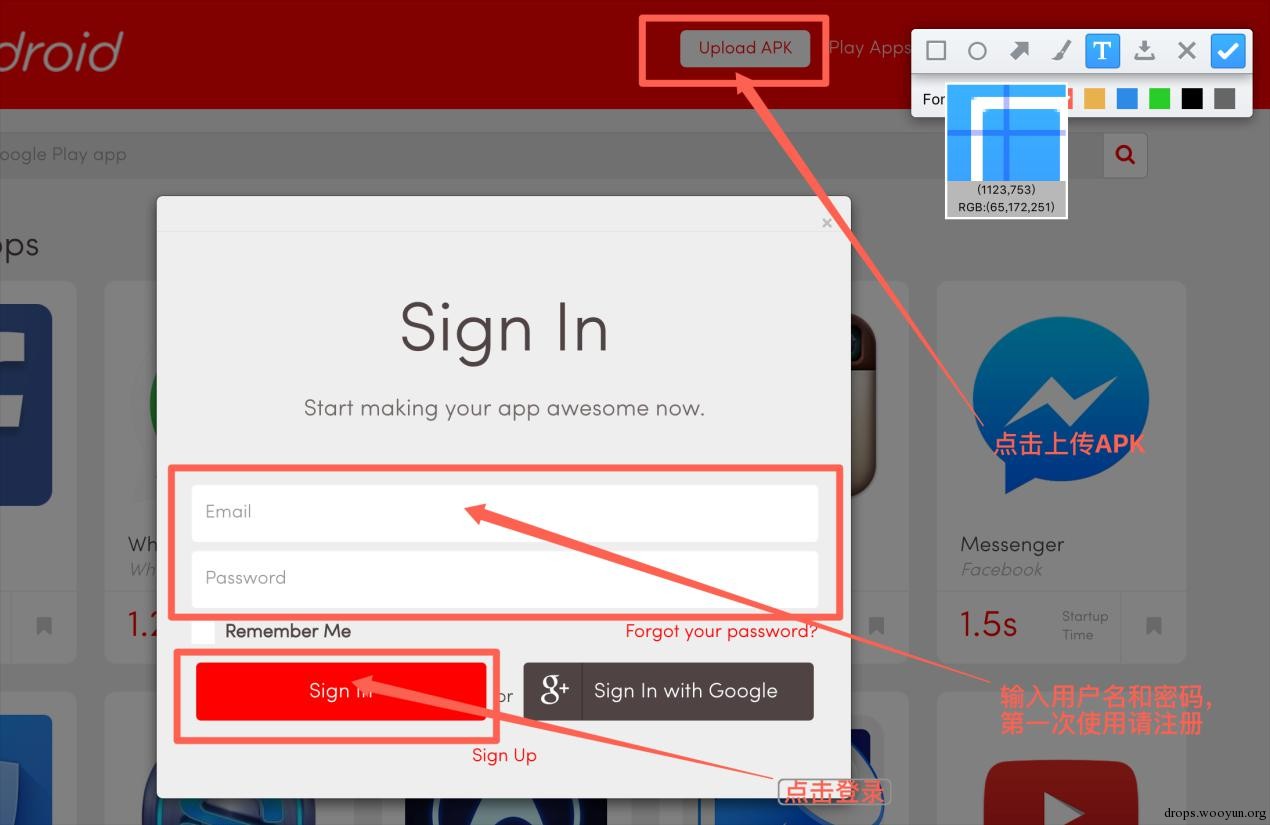 droid
Upload APK
Play Apps
T
For
(1123,753)
RGB:(65,172,251)
oogle Play app
ops
×
Sign In
Start making your app awesome now.
点击上传APK
Email
Password
Wh
Wh
Messenger
Facebook
1.2
1.5s
Startup
Time
Remember Me
Forgot your password?
Sign In
or
g+
Sign In with Google
输入用户名和密码,
第一次使用请注册
Sign Up
点击登录
drops.wooyun.org